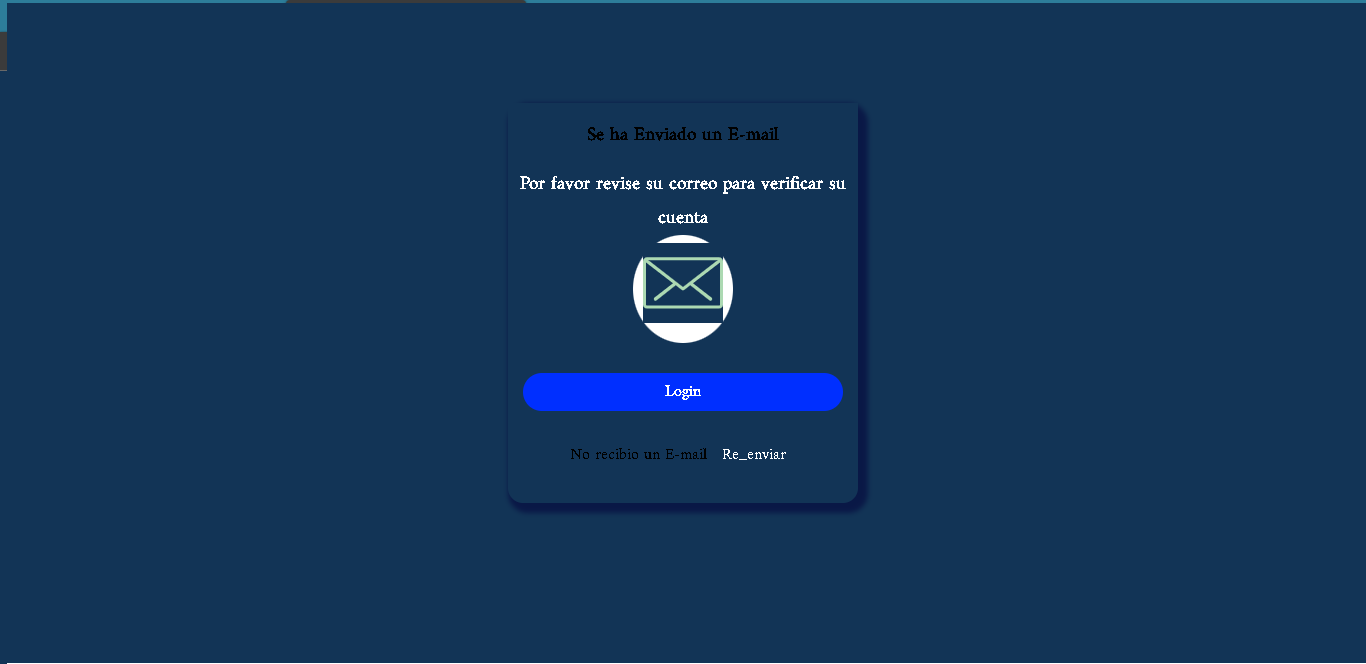 Se ha Enviado un E-mail
Por favor revise su correo para verificar su
cuenta
Login
No recibio un E-mail Re_enviar